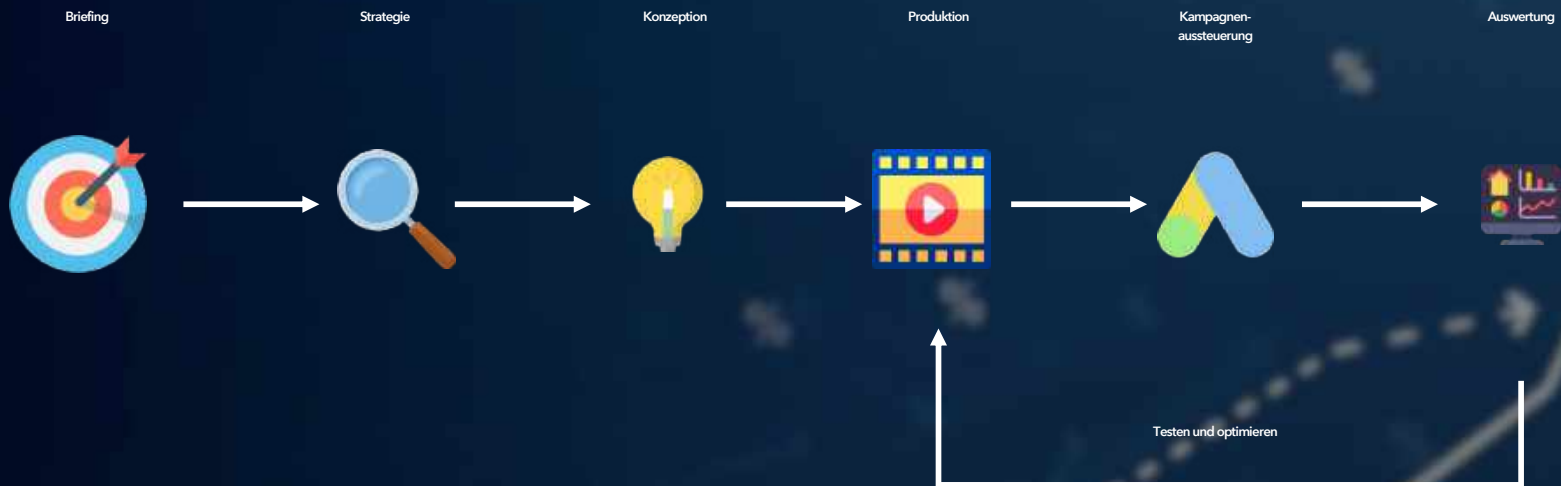 Briefing
Strategie
Konzeption
Produktion
Kampagnen-
aussteuerung
Auswertung
Testen und optimieren